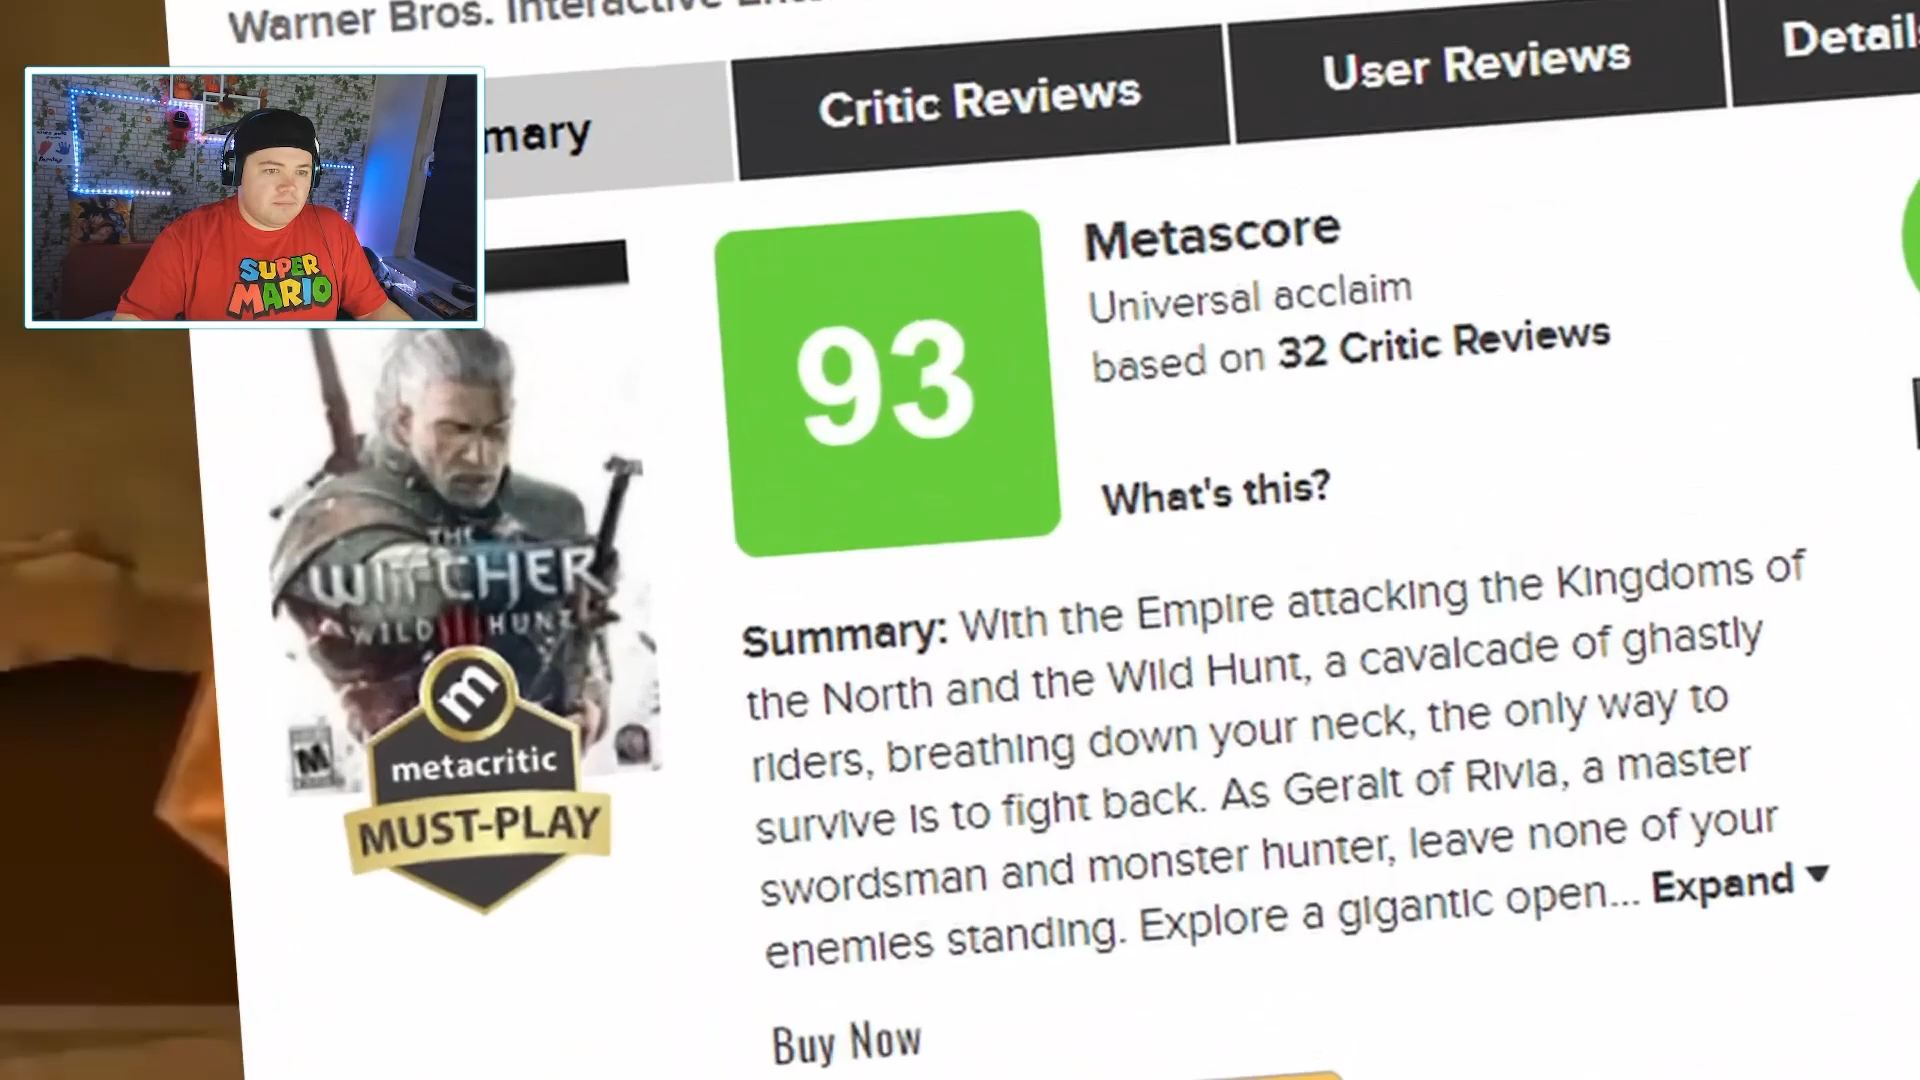 Warner Bros. Interactive
mary
Critic Reviews
User Reviews
Details
SUPER
MARIO
93
Metascore
Universal acclaim
based on 32 Critic Reviews
What's this?
THE
WITCHER
WILD HUNT
M
m
metacritic
MUST-PLAY
Summary: With the Empire attacking the Kingdoms of
the North and the Wild Hunt, a cavalcade of ghastly
riders, breathing down your neck, the only way to
survive is to fight back. As Geralt of Rivia, a master
swordsman and monster hunter, leave none of your
enemies standing. Explore a gigantic open... Expand
Buy Now